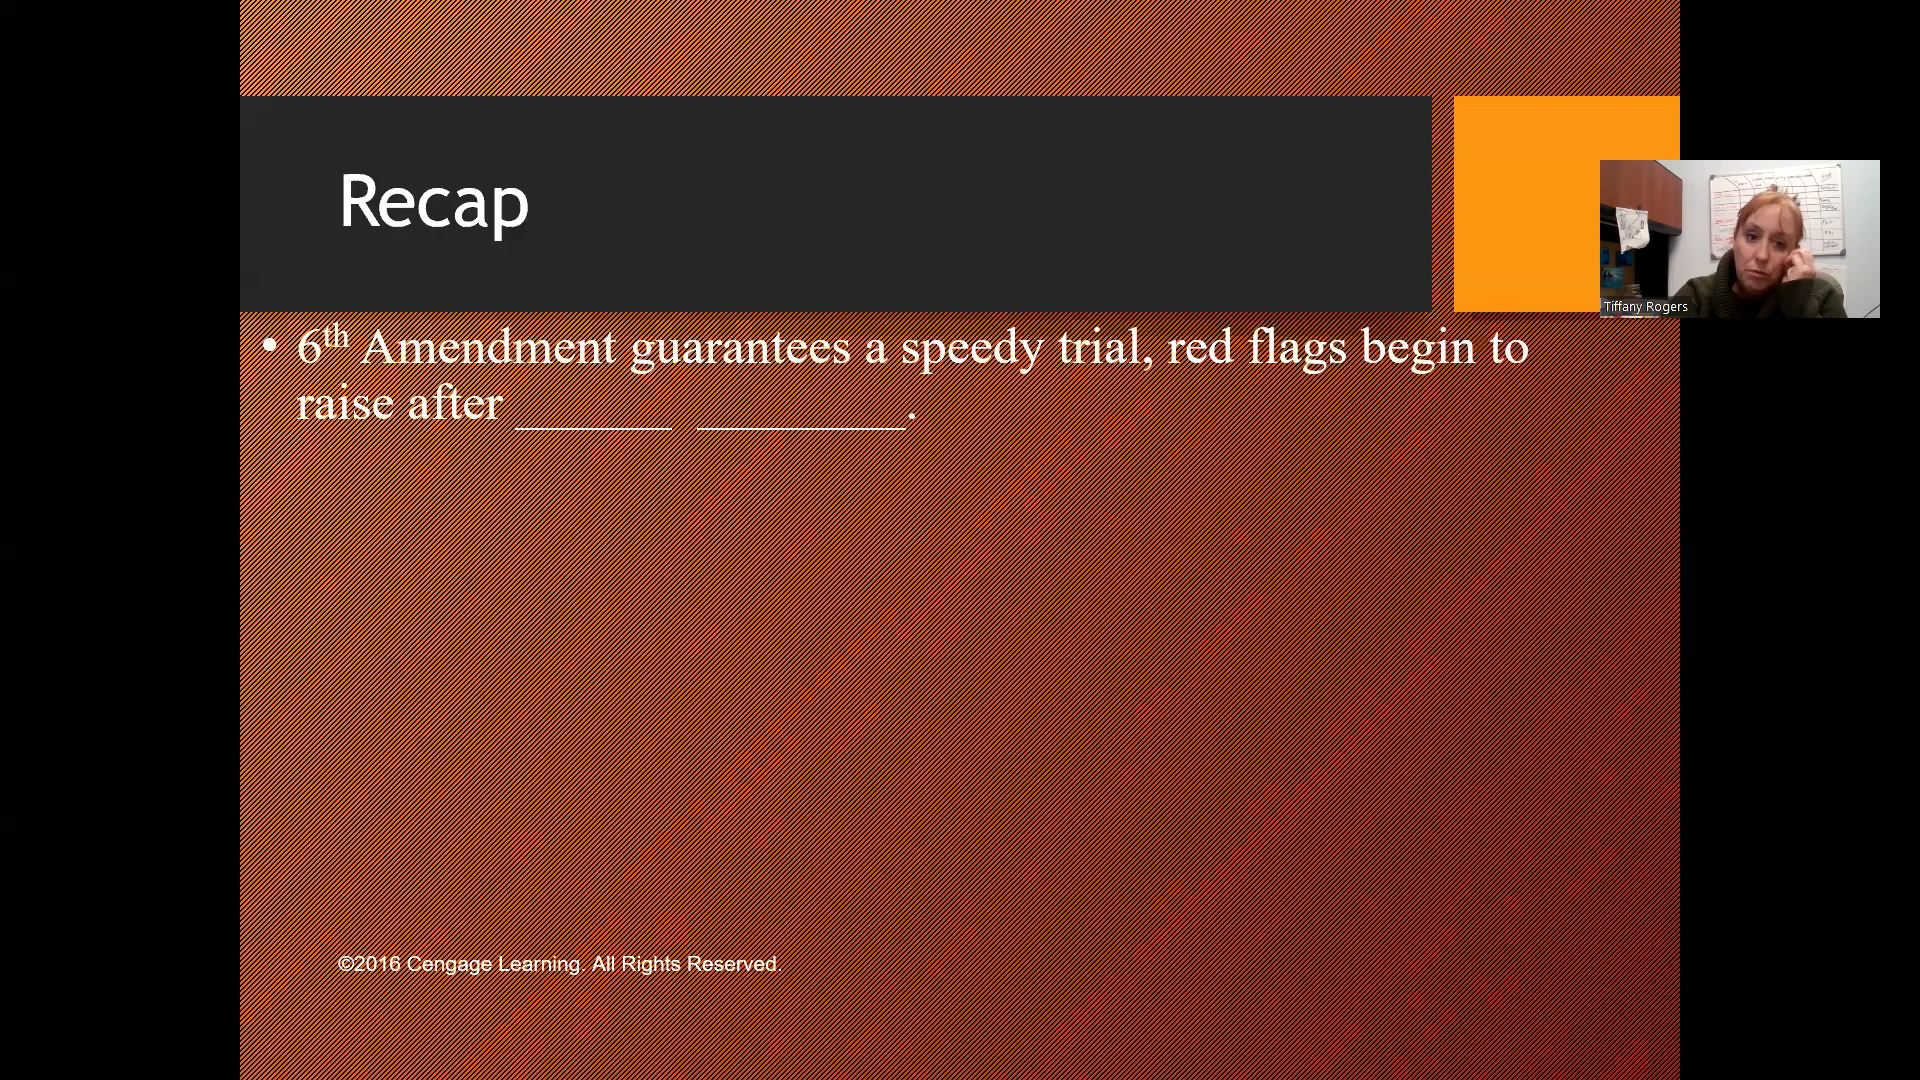 Recap
Tiffany Rogers
• 6th Amendment guarantees a speedy trial, red flags begin to
raise after ______ ________.
©2016 Cengage Learning. All Rights Reserved.